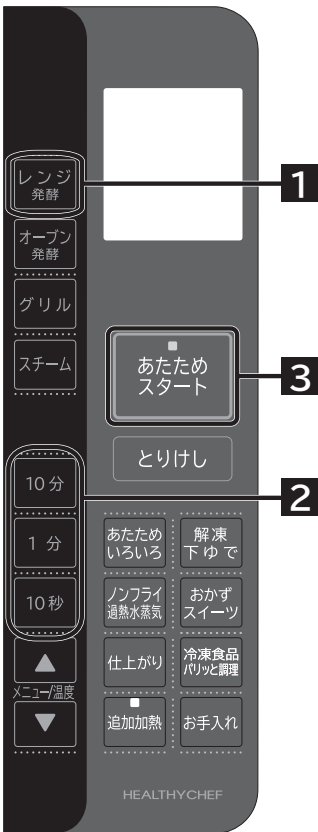 レンジ
発酵
1
オーブン
発酵
グリル
スチーム
あたため
スタート
3
とりけし
10分
2
1分
10秒
▲
メニュー/温度
▼
あたため
いろいろ
解凍
下ゆで
ノンフライ
過熱水蒸気
おかず
スイーツ
仕上がり
冷凍食品
パリッと調理
追加加熱
お手入れ
HEALTHYCHEF